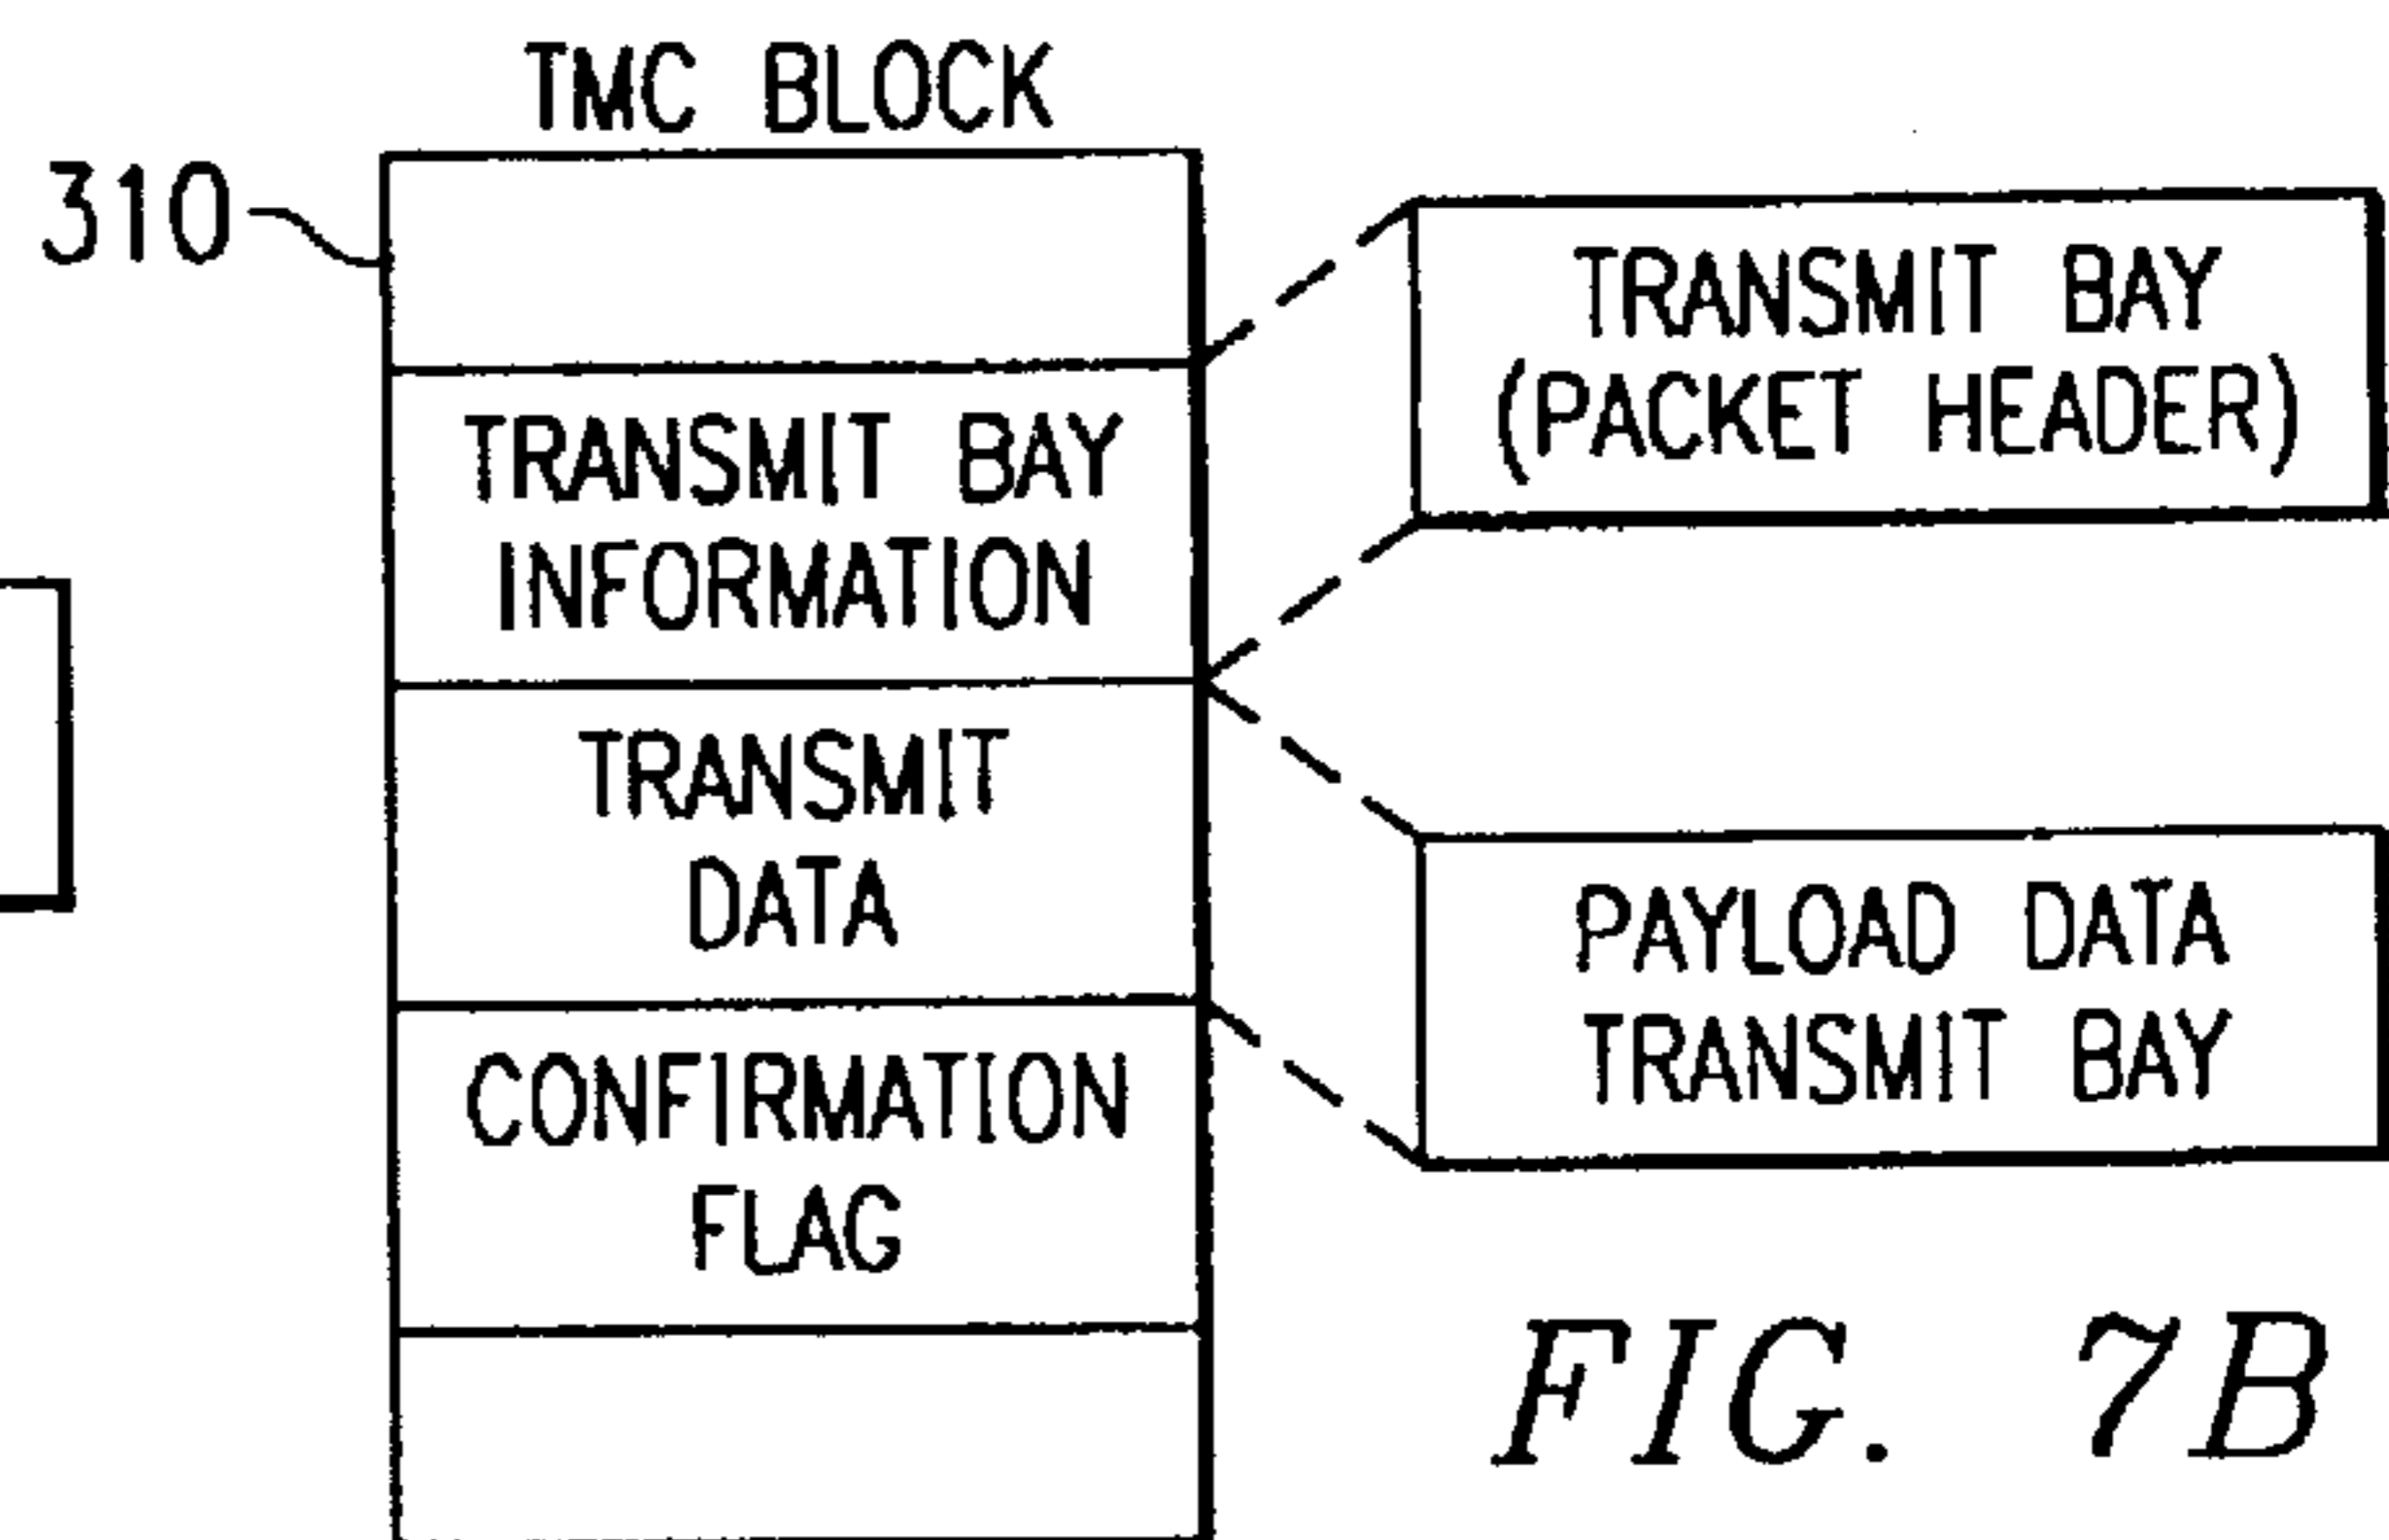 TMC BLOCK
310
TRANSMIT BAY
INFORMATION
TRANSMIT
DATA
CONFIRMATION
FLAG
TRANSMIT BAY
(PACKET HEADER)
PAYLOAD DATA
TRANSMIT BAY
FIG. 7B